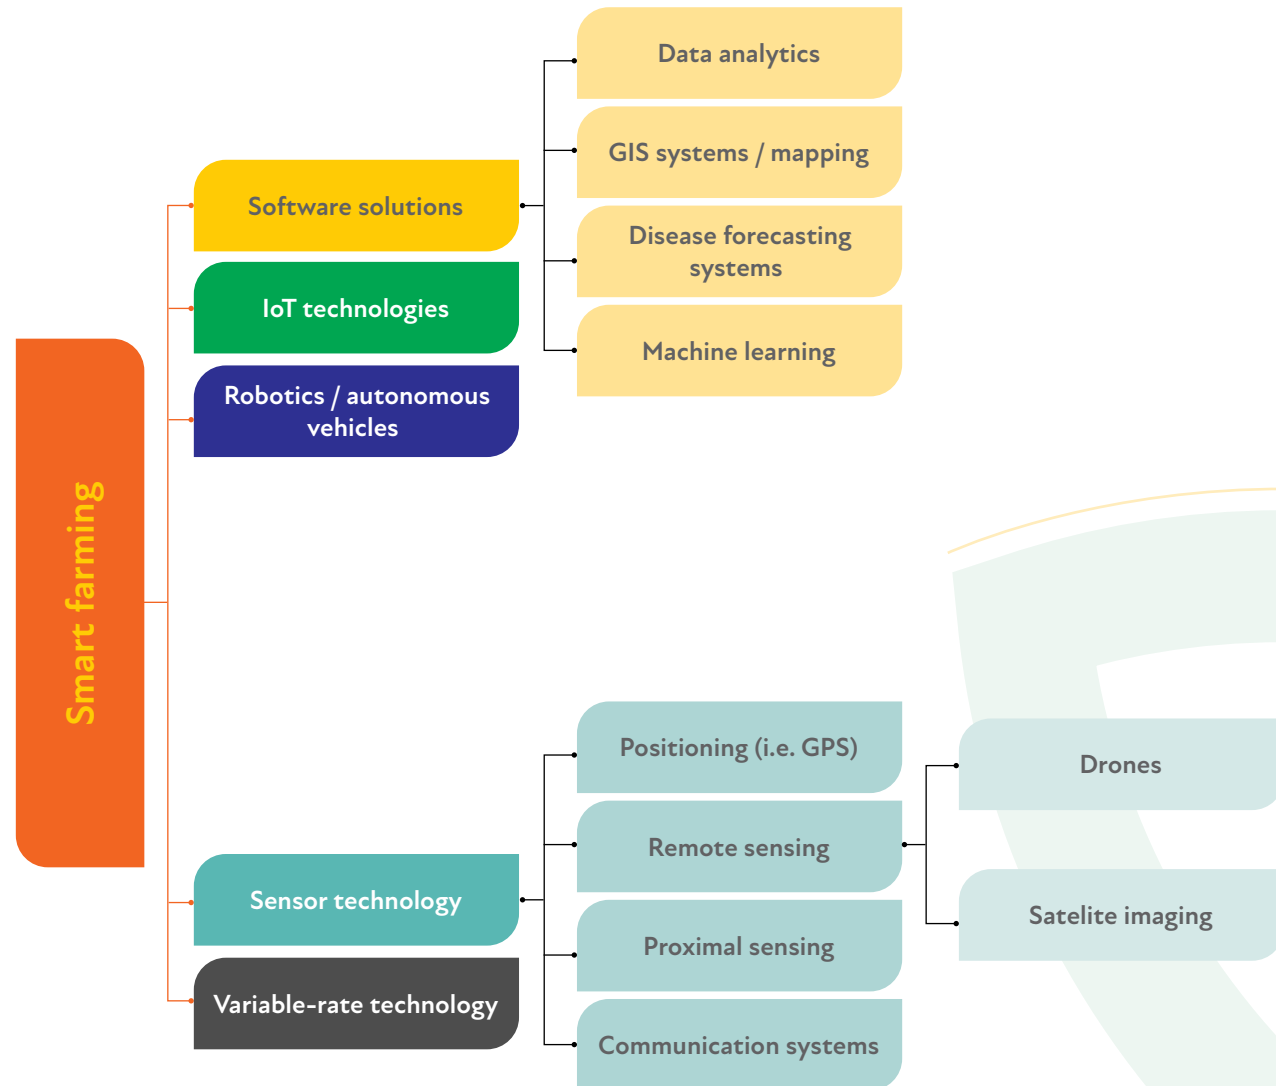 Smart farming
Software solutions
IoT technologies
Robotics / autonomous
vehicles
Sensor technology
Variable-rate technology
Data analytics
GIS systems / mapping
Disease forecasting
systems
Machine learning
Positioning (i.e. GPS)
Remote sensing
Proximal sensing
Communication systems
Drones
Satelite imaging